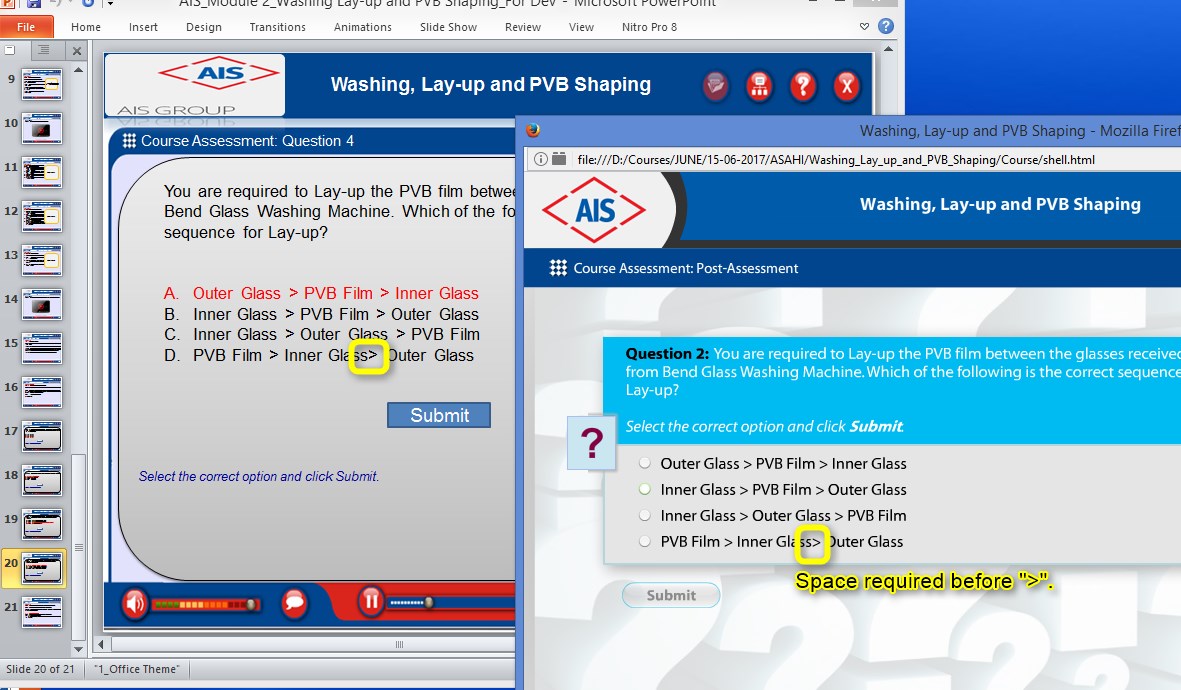 AIS_Module 2_Washing Lay-up and PVB Shaping_For Dev - Microsoft PowerPoint
File Home Insert Design Transitions Animations Slide Show Review View Nitro Pro 8
9
10
11
12
13
14
15
16
17
18
19
20
21
AIS
AIS GROUP
Washing, Lay-up and PVB Shaping
Course Assessment: Question 4
You are required to Lay-up the PVB film betwe
Bend Glass Washing Machine. Which of the fo
sequence for Lay-up?
A. Outer Glass > PVB Film > Inner Glass
B. Inner Glass > PVB Film > Outer Glass
C. Inner Glass > Outer Glass > PVB Film
D. PVB Film > Inner Glass> Outer Glass
Submit
Select the correct option and click Submit.
Slide 20 of 21 "1_Office Theme"
Washing, Lay-up and PVB Shaping - Mozilla Firef
file:///D:/Courses/JUNE/15-06-2017/ASAHI/Washing_Lay_up_and_PVB_Shaping/Course/shell.html
AIS
Washing, Lay-up and PVB Shaping
Course Assessment: Post-Assessment
Question 2: You are required to Lay-up the PVB film between the glasses received
from Bend Glass Washing Machine. Which of the following is the correct sequence
Lay-up?
Select the correct option and click Submit.
?
Outer Glass > PVB Film > Inner Glass
Inner Glass > PVB Film > Outer Glass
Inner Glass > Outer Glass > PVB Film
PVB Film > Inner Glass> Outer Glass
Space required before ">".
Submit